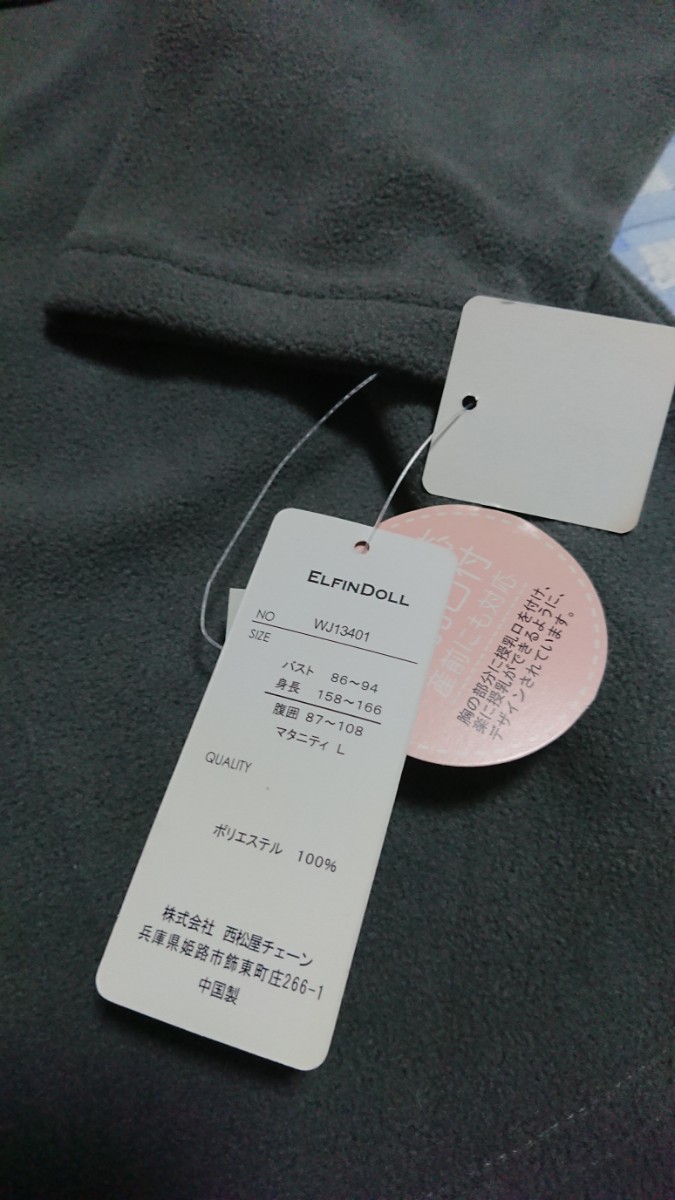 ELFINDOLL
NO WJ13401
SIZE
バスト 86～94
身長 158～166
腹囲 87～108
マタニティ L
QUALITY
ポリエステル 100%
株式会社 西松屋チェーン
兵庫県姫路市飾東町庄266-1
中国製
口付
産前にも対応
胸の部分に授乳口を付け、
楽に授乳ができるように、
デザインされています。